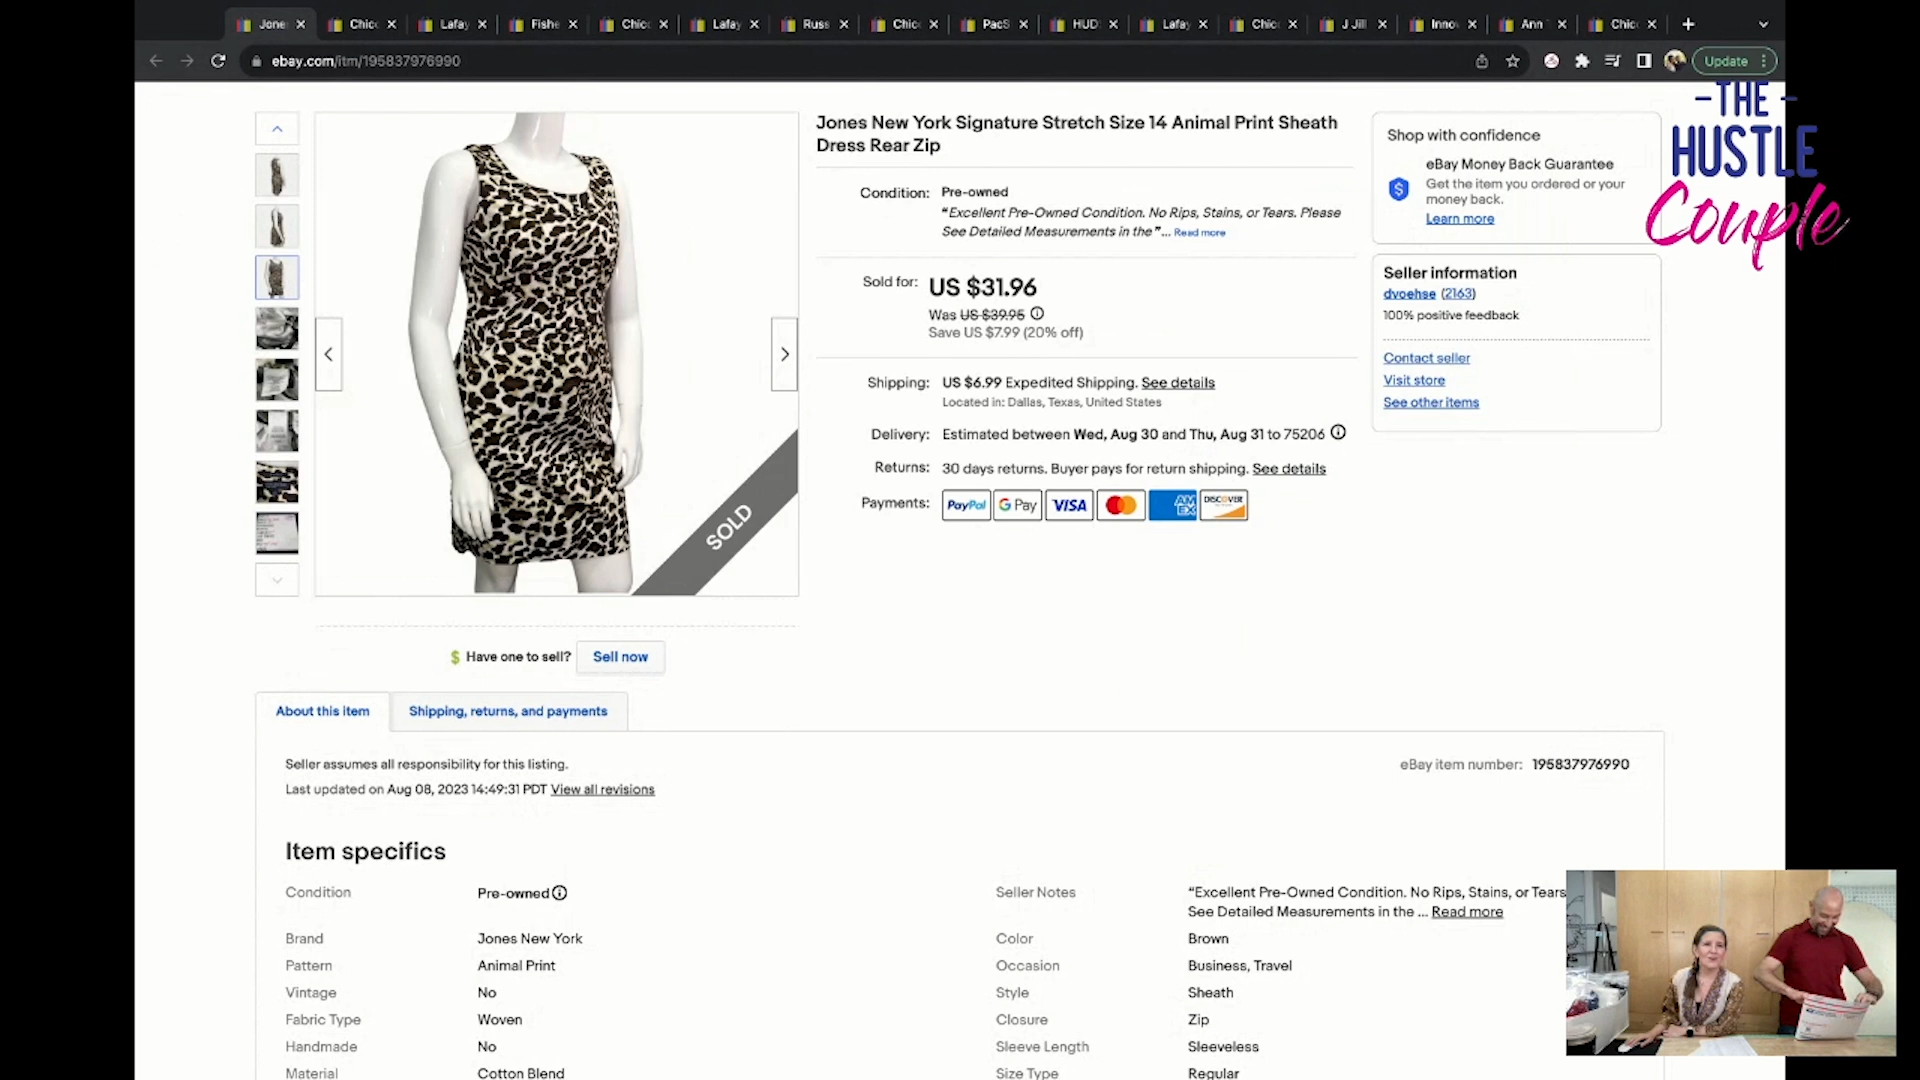 Jone
Chico
Lafay
Fishe
Chico
Lafay
Russ
Chico
PacS
HUD
Lafay
Chic
J Jill
Inno
Ann T
Chic
ebay.com/itm/195837976990
Update
-THE-
HUSTLE
Couple
Jones New York Signature Stretch Size 14 Animal Print Sheath
Dress Rear Zip
Condition: Pre-owned
“Excellent Pre-Owned Condition. No Rips, Stains, or Tears. Please
See Detailed Measurements in the”... Read more
Sold for: US $31.96
Was US $39.95
Save US $7.99 (20% off)
Shipping: US $6.99 Expedited Shipping. See details
Located in: Dallas, Texas, United States
Delivery: Estimated between Wed, Aug 30 and Thu, Aug 31 to 75206
Returns: 30 days returns. Buyer pays for return shipping. See details
Payments: PayPal G Pay VISA AM EX DISCOVER
Shop with confidence
eBay Money Back Guarantee
Get the item you ordered or your
money back.
Learn more
Seller information
dvoehse (2163)
100% positive feedback
Contact seller
Visit store
See other items
SOLD
Have one to sell? Sell now
About this item
Shipping, returns, and payments
Seller assumes all responsibility for this listing.
Last updated on Aug 08, 2023 14:49:31 PDT View all revisions
eBay item number: 195837976990
Item specifics
Condition Pre-owned
Seller Notes “Excellent Pre-Owned Condition. No Rips, Stains, or Tears
See Detailed Measurements in the ... Read more
Brand Jones New York
Color Brown
Pattern Animal Print
Occasion Business, Travel
Vintage No
Style Sheath
Fabric Type Woven
Closure Zip
Handmade No
Sleeve Length Sleeveless
Material Cotton Blend
Size Type Regular